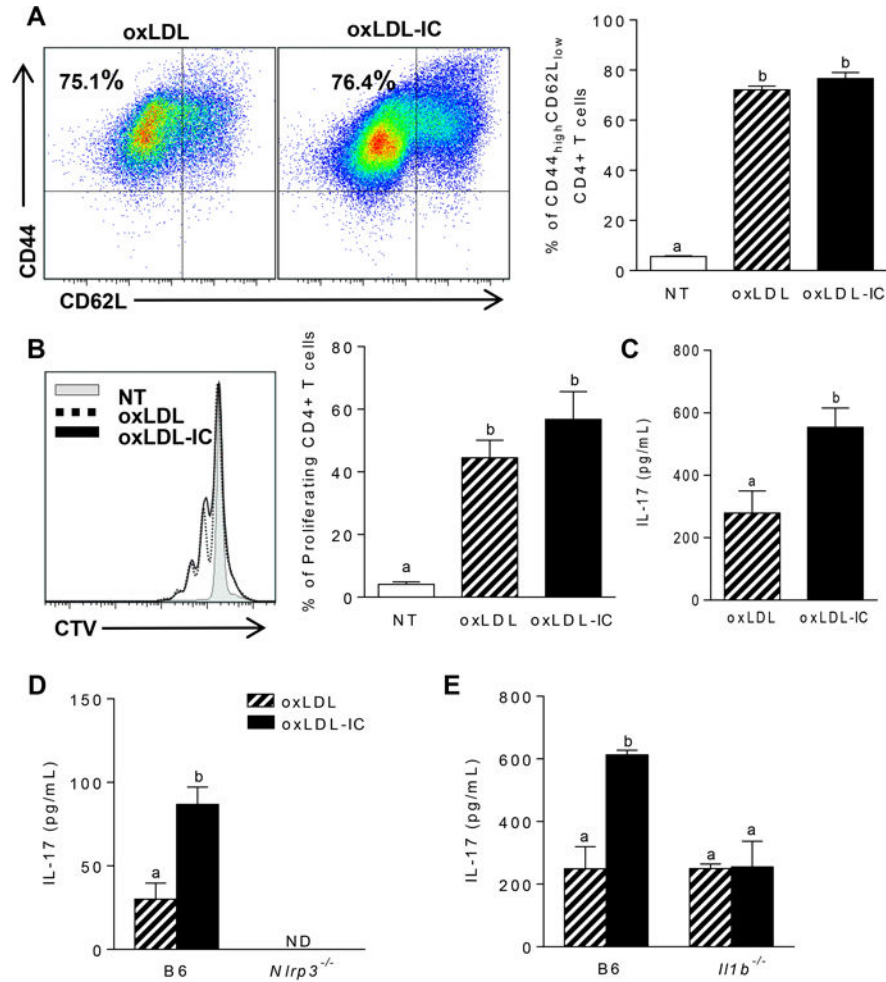 A
oxLDL
oxLDL-IC
75.1%
76.4%
CD44
CD62L
% of CD44highCD62Llow
CD4+ T cells
100
80
60
40
20
0
a
b
b
NT
oxLDL
oxLDL-IC
B
NT
oxLDL
oxLDL-IC
CTV
% of Proliferating CD4+ T cells
80
60
40
20
0
a
b
b
NT
oxLDL
oxLDL-IC
C
IL-17 (pg/mL)
800
600
400
200
0
a
b
oxLDL
oxLDL-IC
D
oxLDL
oxLDL-IC
IL-17 (pg/mL)
150
100
50
0
a
b
ND
B6
Nlrp3-/-
E
IL-17 (pg/mL)
800
600
400
200
0
a
b
a
a
B6
Il1b-/-